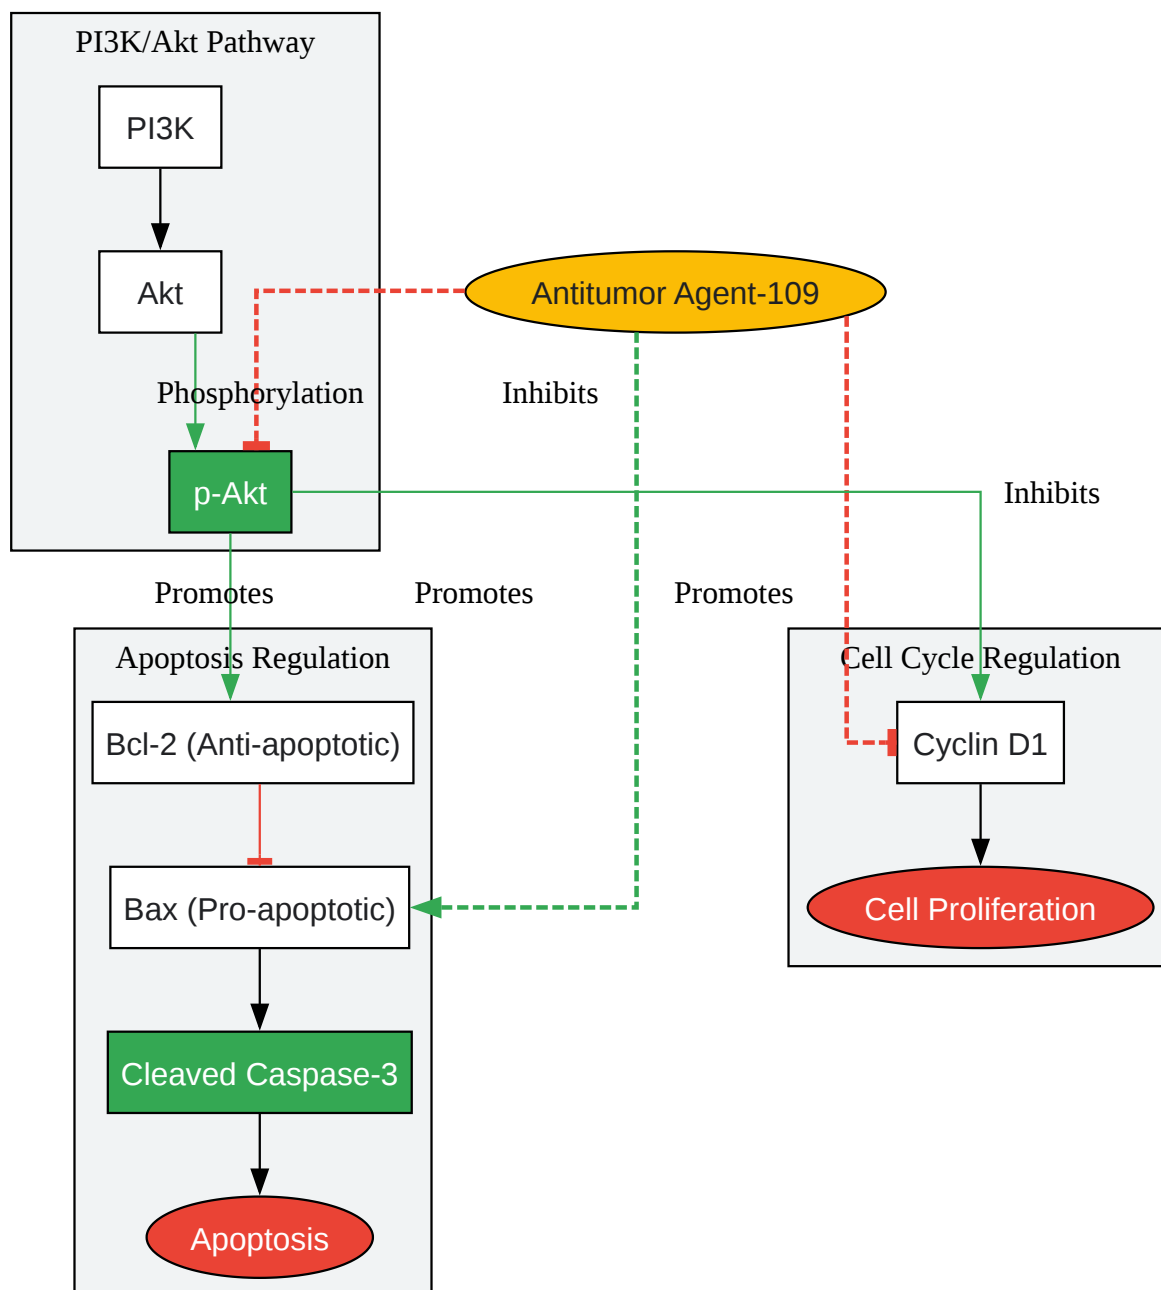 PI3K/Akt Pathway
PI3K
Akt
Antitumor Agent-109
Phosphorylation
Inhibits
p-Akt
Inhibits
Promotes
Promotes
Promotes
Apoptosis Regulation
Cell Cycle Regulation
Bcl-2 (Anti-apoptotic)
Cyclin D1
Bax (Pro-apoptotic)
Cell Proliferation
Cleaved Caspase-3
Apoptosis